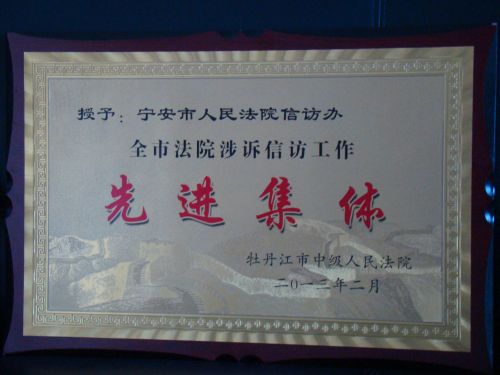 授予：宁安市人民法院信访办
全市法院涉诉信访工作
先进集体
牡丹江市中级人民法院
二〇一三年二月